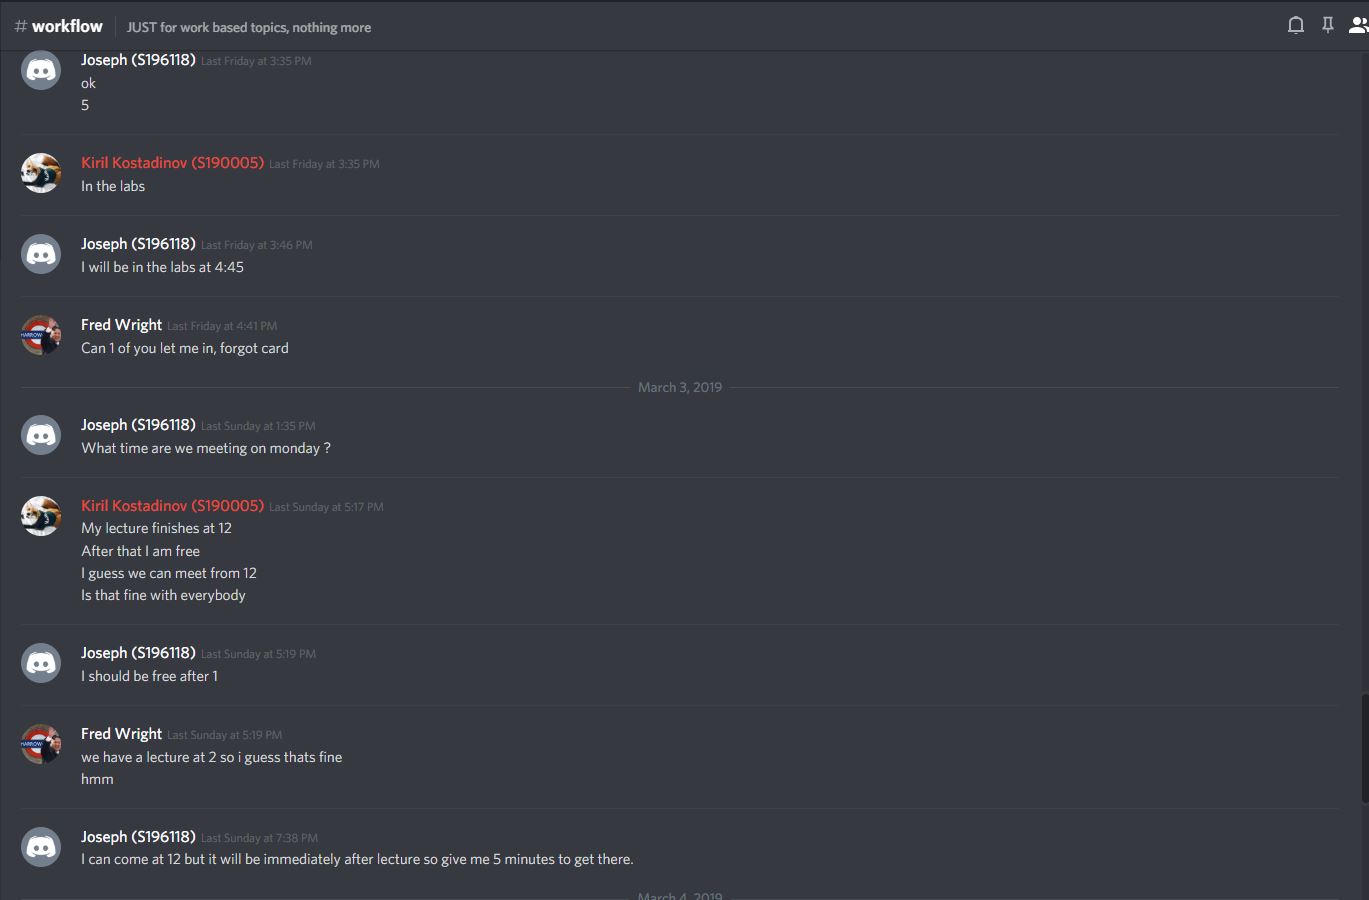 # workflow JUST for work based topics, nothing more
Joseph (S196118) Last Friday at 3:35 PM
ok
5
Kiril Kostadinov (S190005) Last Friday at 3:35 PM
In the labs
Joseph (S196118) Last Friday at 3:46 PM
I will be in the labs at 4:45
HARROW
Fred Wright Last Friday at 4:41 PM
Can 1 of you let me in, forgot card
March 3, 2019
Joseph (S196118) Last Sunday at 1:35 PM
What time are we meeting on monday ?
Kiril Kostadinov (S190005) Last Sunday at 5:17 PM
My lecture finishes at 12
After that I am free
I guess we can meet from 12
Is that fine with everybody
Joseph (S196118) Last Sunday at 5:19 PM
I should be free after 1
HARROW
Fred Wright Last Sunday at 5:19 PM
we have a lecture at 2 so i guess thats fine
hmm
Joseph (S196118) Last Sunday at 7:38 PM
I can come at 12 but it will be immediately after lecture so give me 5 minutes to get there.
March 4, 2019